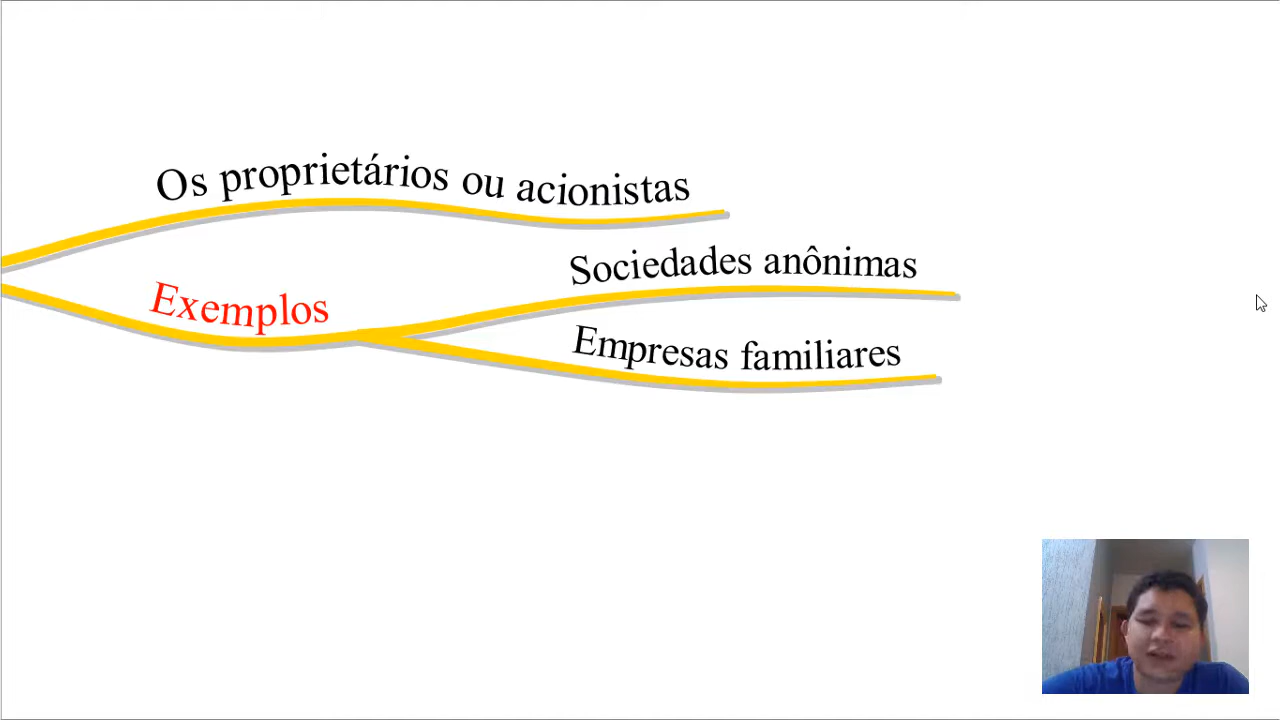 Os proprietários ou acionistas
Exemplos
Sociedades anônimas
Empresas familiares